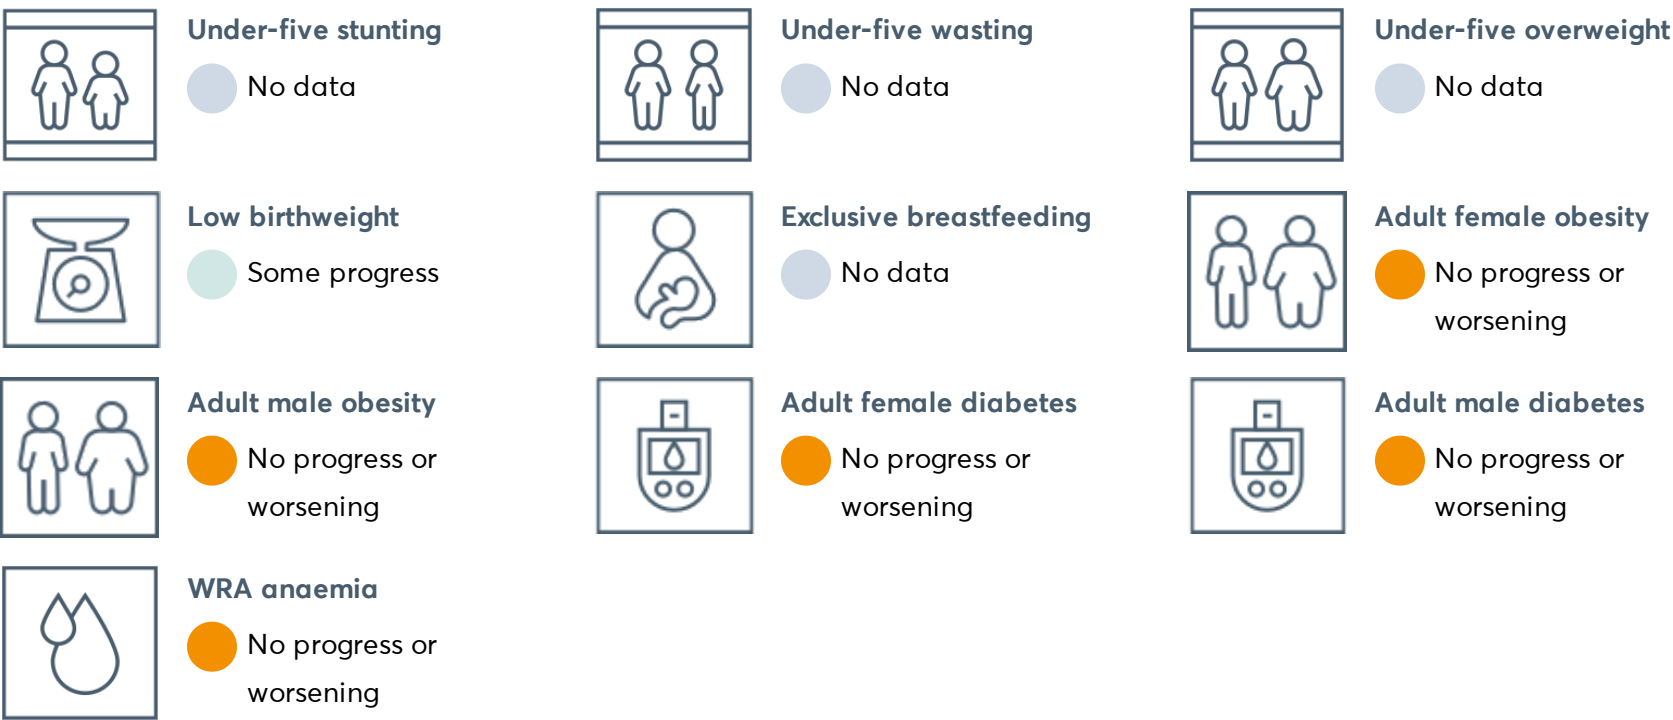 Under-five stunting
No data
Under-five wasting
No data
Under-five overweight
No data
Low birthweight
Some progress
Exclusive breastfeeding
No data
Adult female obesity
No progress or
worsening
Adult male obesity
No progress or
worsening
Adult female diabetes
No progress or
worsening
Adult male diabetes
No progress or
worsening
WRA anaemia
No progress or
worsening